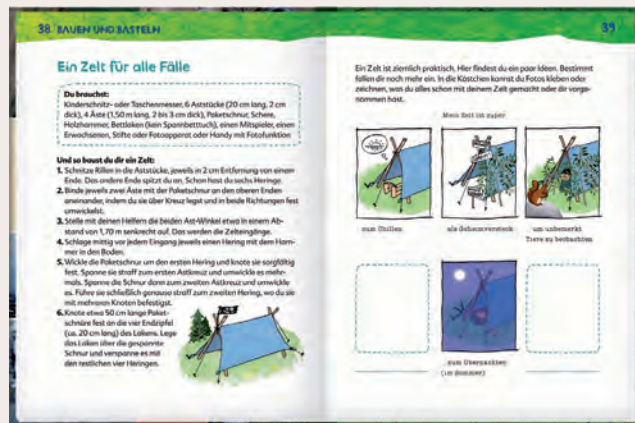 38 BAUEN UND BASTELN
Ein Zelt für alle Fälle
Du brauchst:
Kinderschnitz- oder Taschenmesser, 6 Aststücke (20 cm lang, 2 cm
dick), 4 Äste (1,50 m lang, 2 bis 3 cm dick), Paketschnur, Schere,
Holzhammer, Bettlaken (kein Spannbettuch), einen Mitspieler, einen
Erwachsenen, Stifte oder Fotoapparat oder Handy mit Fotofunktion
Und so baust du dir ein Zelt:
1. Schnitze Rillen in die Aststücke, jeweils in 2 cm Entfernung von einem
Ende. Das andere Ende spitzt du an. Schon hast du sechs Heringe.
2. Binde jeweils zwei Äste mit der Paketschnur an den oberen Enden
aneinander, indem du sie über Kreuz legst und in beide Richtungen fest
umwickelst.
3. Stelle mit deinen Helfern die beiden Ast-Winkel etwa in einem Ab-
stand von 1,70 m senkrecht auf. Das werden die Zelteingänge.
4. Schlage mittig vor jedem Eingang jeweils einen Hering mit dem Ham-
mer in den Boden.
5. Wickle die Paketschnur um den ersten Hering und knote sie sorgfältig
fest. Spanne sie straff zum ersten Astkreuz und umwickle es mehr-
mals. Spanne die Schnur dann zum zweiten Astkreuz und umwickle
es. Führe sie schließlich genauso straff zum zweiten Hering, wo du sie
mit mehreren Knoten befestigst.
6. Knote etwa 50 cm lange Paket-
schnüre fest an die vier Endzipfel
(ca. 20 cm lang) des Lakens. Lege
das Laken über die gespannte
Schnur und verspanne es mit
den restlichen vier Heringen.
39
Ein Zelt ist ziemlich praktisch. Hier findest du ein paar Ideen. Bestimmt
fallen dir noch mehr ein. In die Kästchen kannst du Fotos kleben oder
zeichnen, was du alles schon mit deinem Zelt gemacht oder dir vorge-
nommen hast.
Mein Zelt ist super
zum Chillen
als Geheimversteck
um unbemerkt
Tiere zu beobachten
zum Übernachten
(im Sommer)